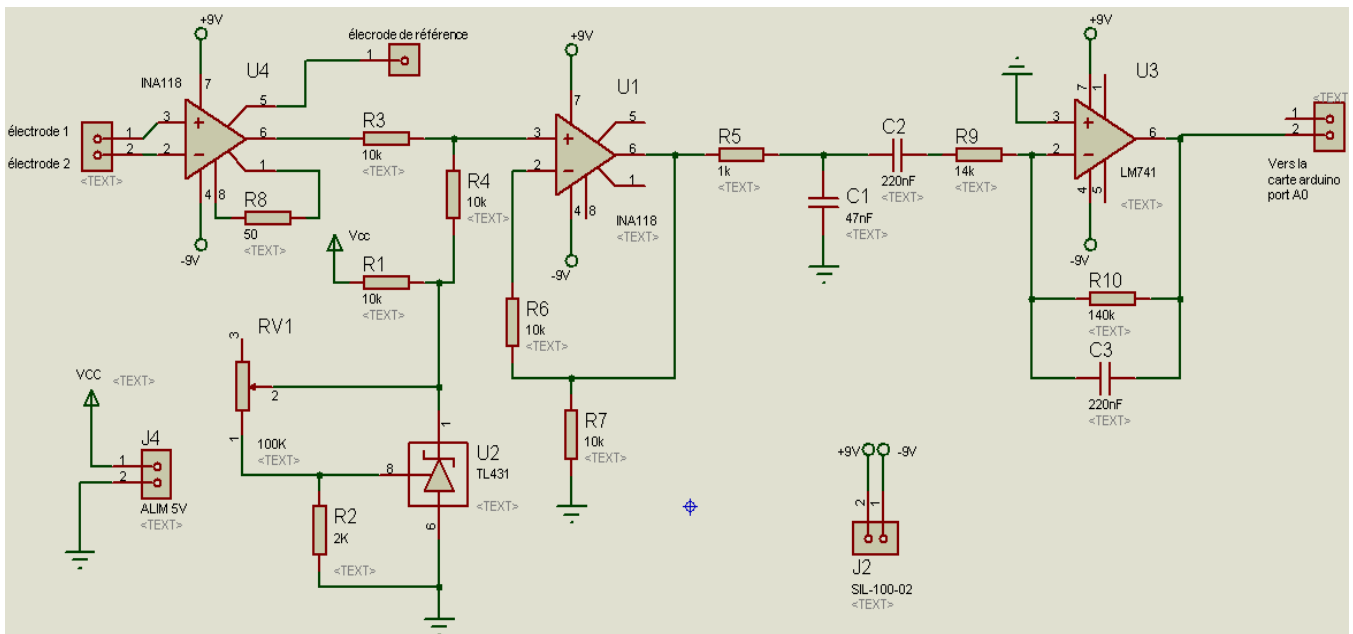 +9V
INA118
U4
7
3
2
5
6
1
4
8
électrode 1
électrode 2
1
2
<TEXT>
R8
50
<TEXT>
-9V
élecrode de référence
1
R3
10k
<TEXT>
R4
10k
<TEXT>
Vcc
R1
10k
<TEXT>
+9V
U1
7
3
2
5
6
1
4
8
INA118
-9V
R6
10k
<TEXT>
R7
10k
<TEXT>
R5
1k
<TEXT>
C1
47nF
<TEXT>
C2
220nF
<TEXT>
R9
14k
<TEXT>
+9V
U3
7
1
3
2
6
4
5
LM741
<TEXT>
-9V
R10
140k
<TEXT>
C3
220nF
<TEXT>
<TEXT>
1
2
Vers la
carte arduino
port A0
RV1
3
2
1
100K
<TEXT>
VCC
<TEXT>
J4
1
2
ALIM 5V
<TEXT>
1
8
6
U2
TL431
<TEXT>
R2
2K
<TEXT>
+9V
-9V
2
1
J2
SIL-100-02
<TEXT>